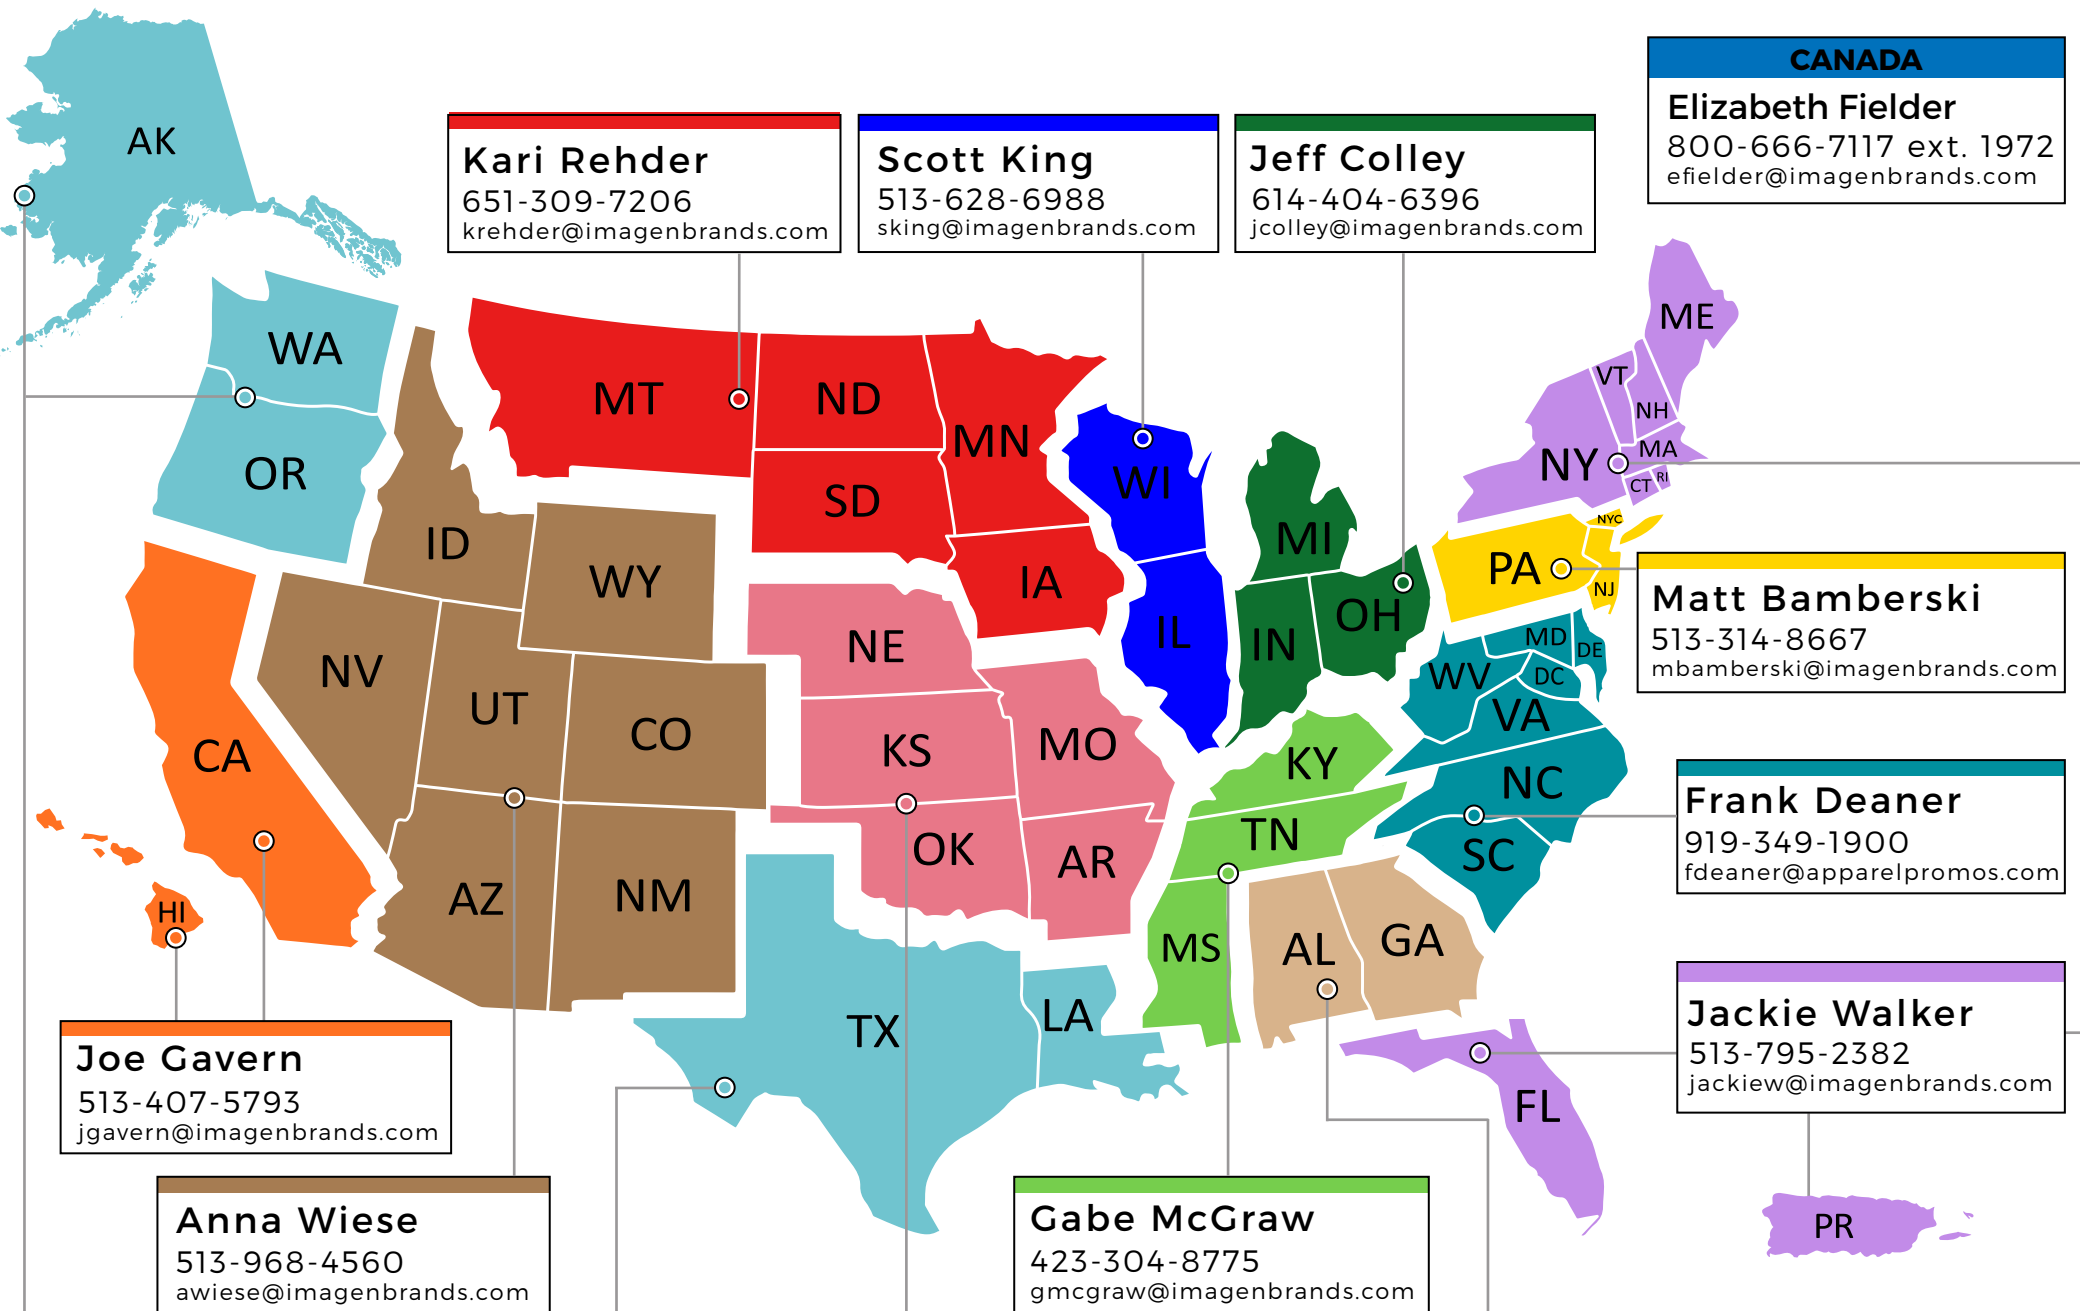 CANADA
Elizabeth Fielder
800-666-7117 ext. 1972
efielder@imagenbrands.com
AK
Kari Rehder
651-309-7206
krehder@imagenbrands.com
Scott King
513-628-6988
sking@imagenbrands.com
Jeff Colley
614-404-6396
jcolley@imagenbrands.com
ME
WA
MT
ND
MN
VT
NH
MA
NY
CT
RI
OR
SD
WI
NYC
ID
WY
IA
MI
PA
NJ
Matt Bamberski
513-314-8667
mbamberski@imagenbrands.com
NV
UT
CO
NE
IL
IN
OH
MD
DE
WV
DC
VA
CA
KS
MO
KY
NC
Frank Deaner
919-349-1900
fdeaner@apparelpromos.com
OK
AR
TN
SC
HI
AZ
NM
MS
AL
GA
TX
LA
Jackie Walker
513-795-2382
jackiew@imagenbrands.com
Joe Gavern
513-407-5793
jgavern@imagenbrands.com
FL
Anna Wiese
513-968-4560
awiese@imagenbrands.com
Gabe McGraw
423-304-8775
gmcgraw@imagenbrands.com
PR